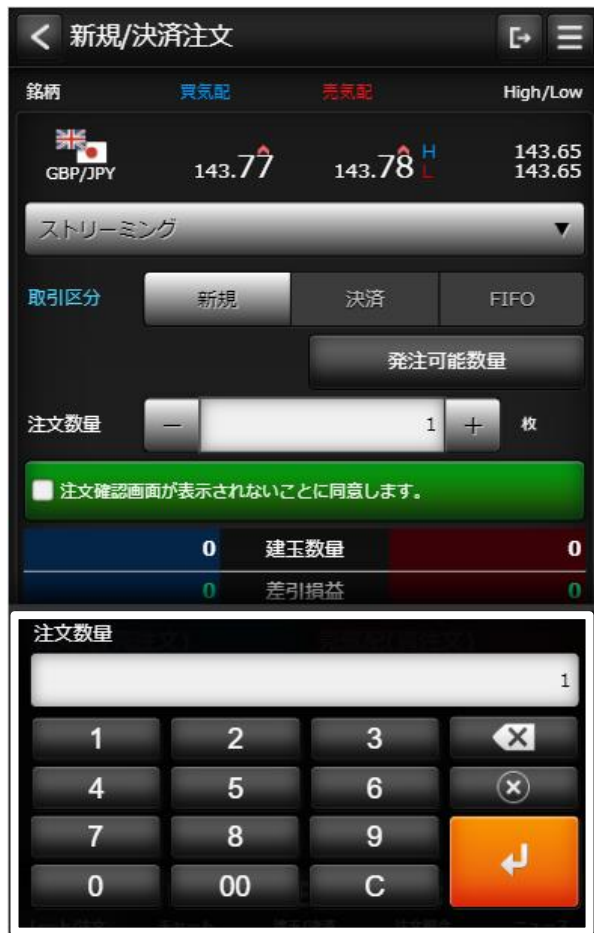 新規/決済注文
銘柄 買気配 売気配 High/Low
GBP/JPY 143.77 143.78 H 143.65
L 143.65
ストリーミング ▼
取引区分 新規 決済 FIFO
発注可能数量
注文数量 － 1 ＋ 枚
注文確認画面が表示されないことに同意します。
0 建玉数量 0
0 差引損益 0
注文数量
1
1 2 3
4 5 6
7 8 9
0 00 C